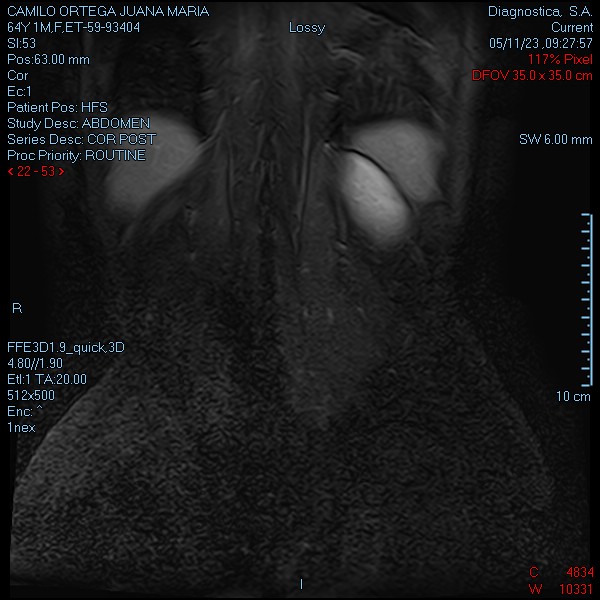 CAMILO ORTEGA JUANA MARIA
64Y 1M,F,ET-59-93404
Sl:53
Pos:63.00 mm
Cor
Ec:1
Patient Pos: HFS
Study Desc: ABDOMEN
Series Desc: COR POST
Proc Priority: ROUTINE
< 22 - 53 >
Lossy
Diagnostica, S.A.
Current
05/11/23 ,09:27:57
117% Pixel
DFOV 35.0 x 35.0 cm
SW 6.00 mm
R
FFE3D1.9_quick,3D
4.80//1.90
Etl:1 TA:20.00
512x500
Enc: ^
1nex
10 cm
I
C 4834
W 10331